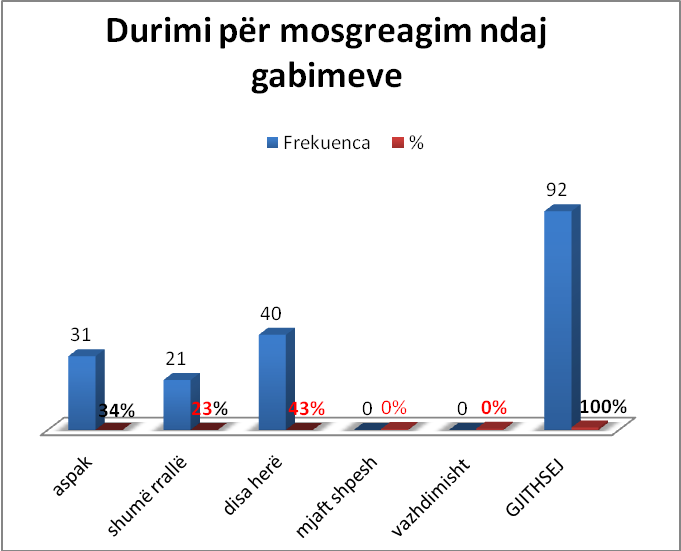 Durimi për mosgreagim ndaj
gabimeve
Frekuenca %
92
40
31
21
34% 23% 43% 0 0% 0 0% 100%
aspak
shumë rrallë
disa herë
mjaft shpesh
vazhdimisht
GJITHSEJ